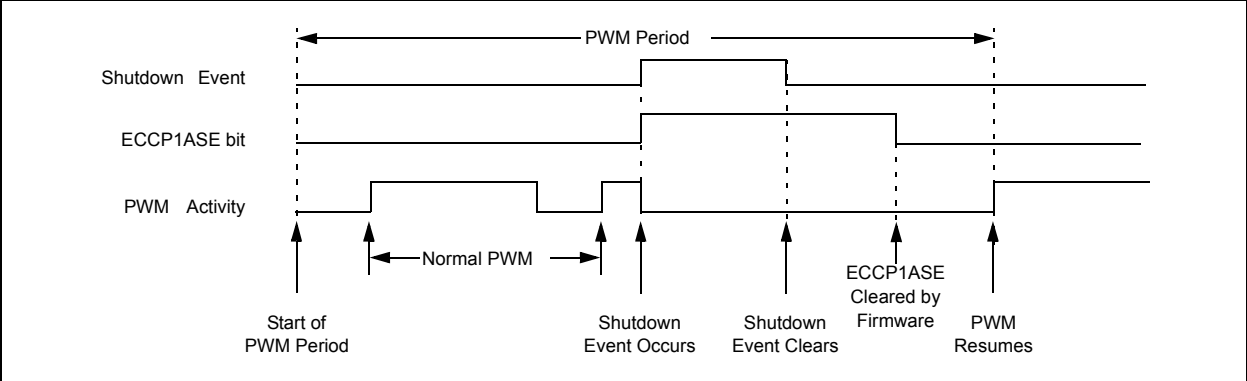 PWM Period
Shutdown Event
ECCP1ASE bit
PWM Activity
Normal PWM
Start of
PWM Period
Shutdown
Event Occurs
Shutdown
Event Clears
ECCP1ASE
Cleared by
Firmware
PWM
Resumes